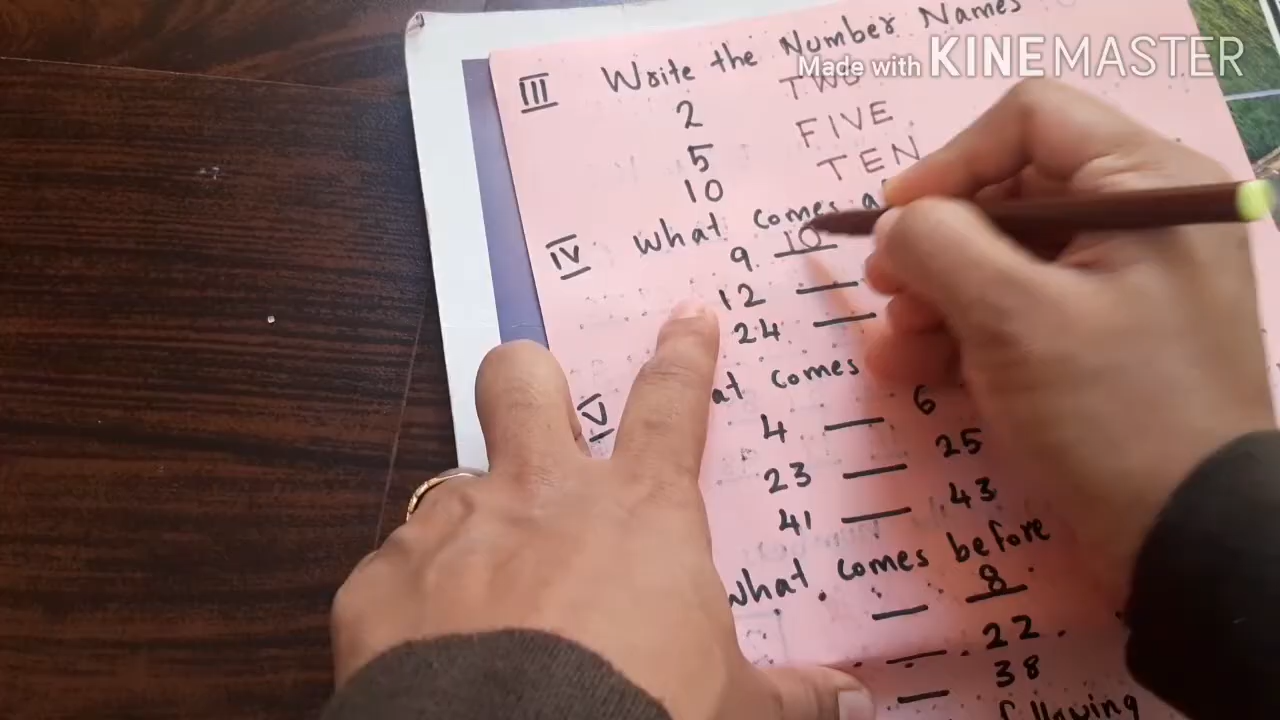 III Write the Number Names
Made with KINEMASTER
2 TWO
5 FIVE
10 TEN
IV What comes
9 10
12
24
V comes
4 6
23 25
41 43
What comes before
8
22
38
following